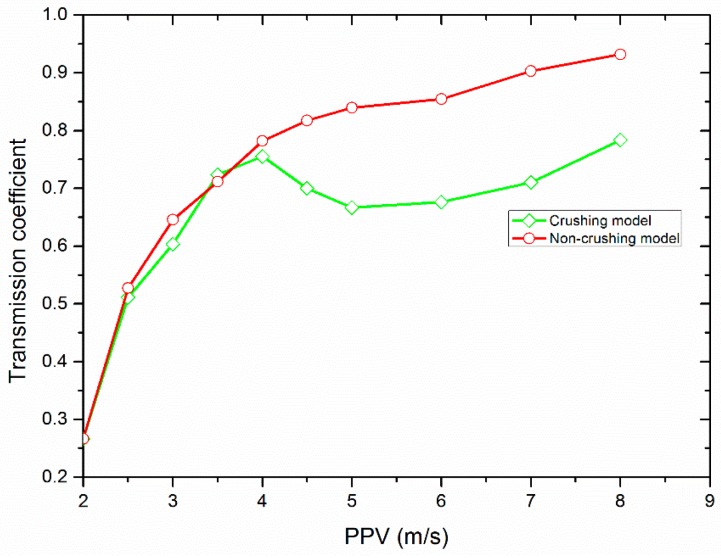 1.0
0.9
0.8
0.7
0.6
0.5
0.4
0.3
0.2
Transmission coefficient
Crushing model
Non-crushing model
2 3 4 5 6 7 8 9
PPV (m/s)